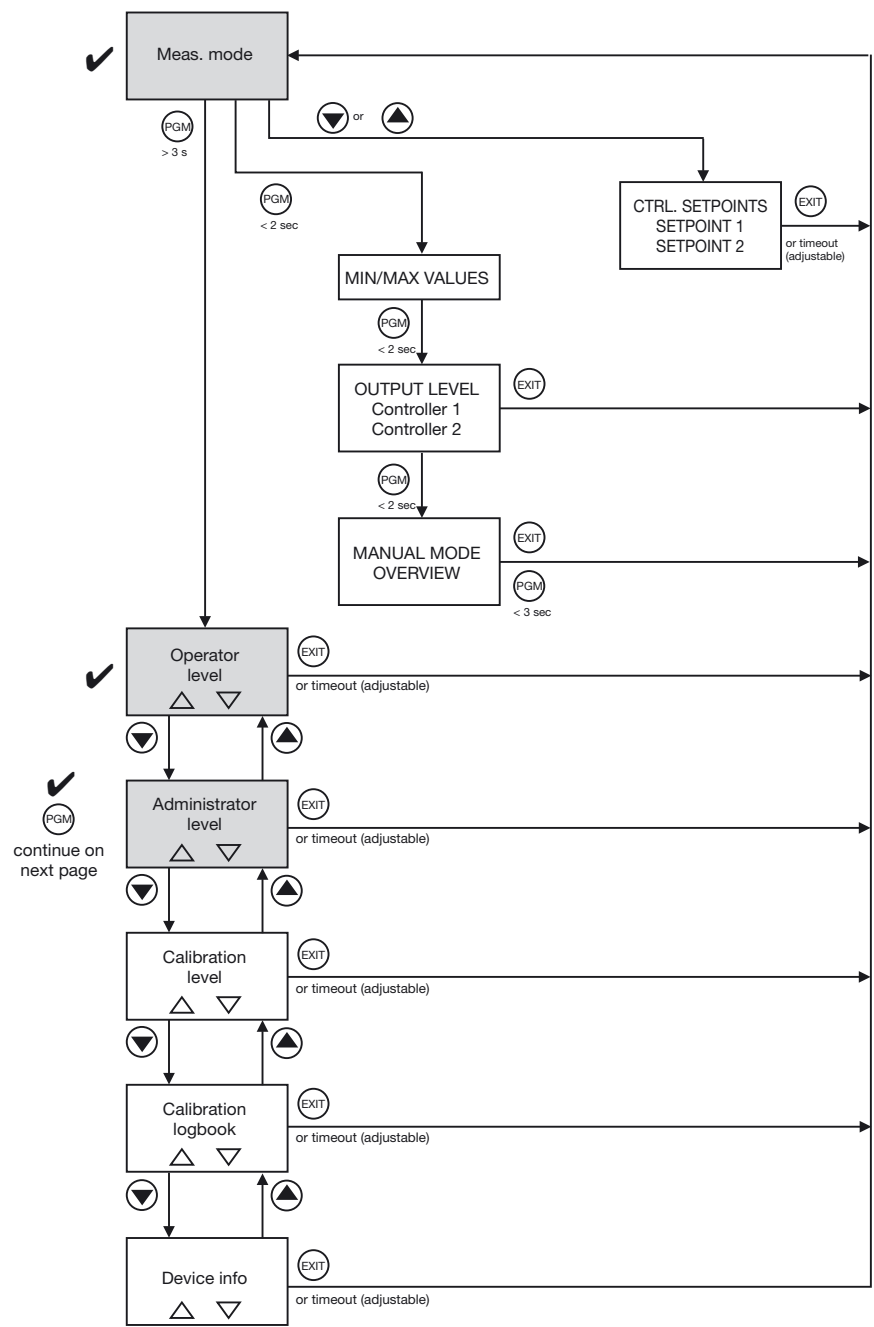 Meas. mode
PGM
> 3 s
or
PGM
< 2 sec
CTRL. SETPOINTS
SETPOINT 1
SETPOINT 2
EXIT
or timeout
(adjustable)
MIN/MAX VALUES
PGM
< 2 sec
OUTPUT LEVEL
Controller 1
Controller 2
EXIT
PGM
< 2 sec
MANUAL MODE
OVERVIEW
EXIT
PGM
< 3 sec
Operator
level
EXIT
or timeout (adjustable)
PGM
continue on
next page
Administrator
level
EXIT
or timeout (adjustable)
Calibration
level
EXIT
or timeout (adjustable)
Calibration
logbook
EXIT
or timeout (adjustable)
Device info
EXIT
or timeout (adjustable)